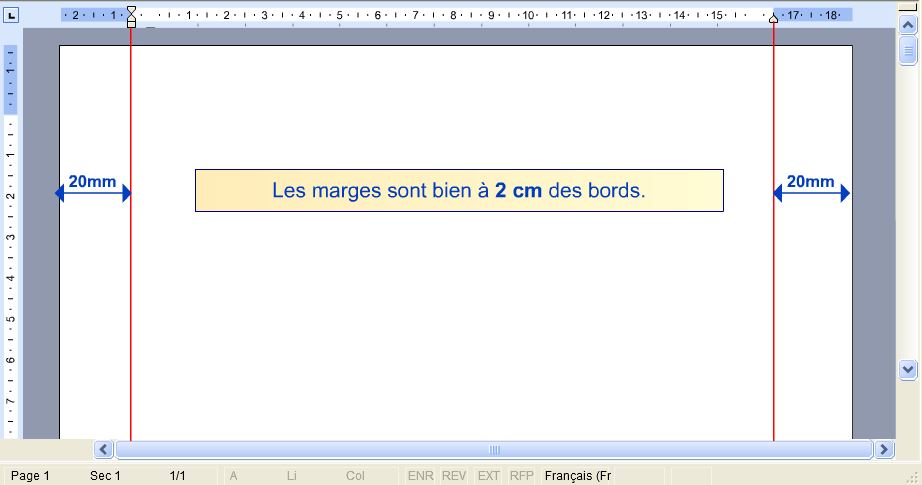 2 1 1 2 3 4 5 6 7 8 9 10 11 12 13 14 15 17 18
1
1
2
3
4
5
6
7
20mm
Les marges sont bien à 2 cm des bords.
20mm
Page 1 Sec 1 1/1 A Li Col ENR REV EXT RFP Français (Fr